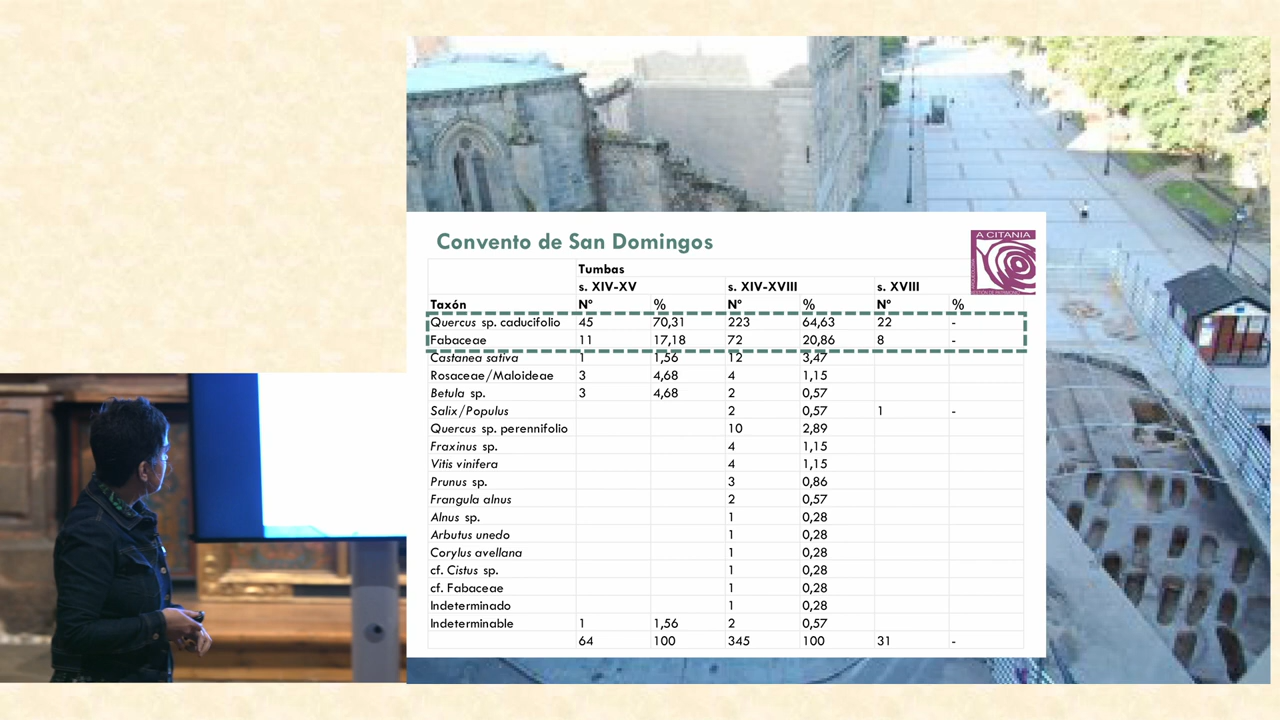 Convento de San Domingos
A CITANIA
Tumbas
s. XIV-XV s. XIV-XVIII s. XVIII
Taxón Nº % Nº % Nº %
Quercus sp. caducifolio 45 70,31 223 64,63 22 -
Fabaceae 11 17,18 72 20,86 8 -
Castanea sativa 1 1,56 12 3,47
Rosaceae/Maloideae 3 4,68 4 1,15
Betula sp. 3 4,68 2 0,57
Salix/Populus 2 0,57 1 -
Quercus sp. perennifolio 10 2,89
Fraxinus sp. 4 1,15
Vitis vinifera 4 1,15
Prunus sp. 3 0,86
Frangula alnus 2 0,57
Alnus sp. 1 0,28
Arbutus unedo 1 0,28
Corylus avellana 1 0,28
cf. Cistus sp. 1 0,28
cf. Fabaceae 1 0,28
Indeterminado 1 0,28
Indeterminable 1 1,56 2 0,57
64 100 345 100 31 -